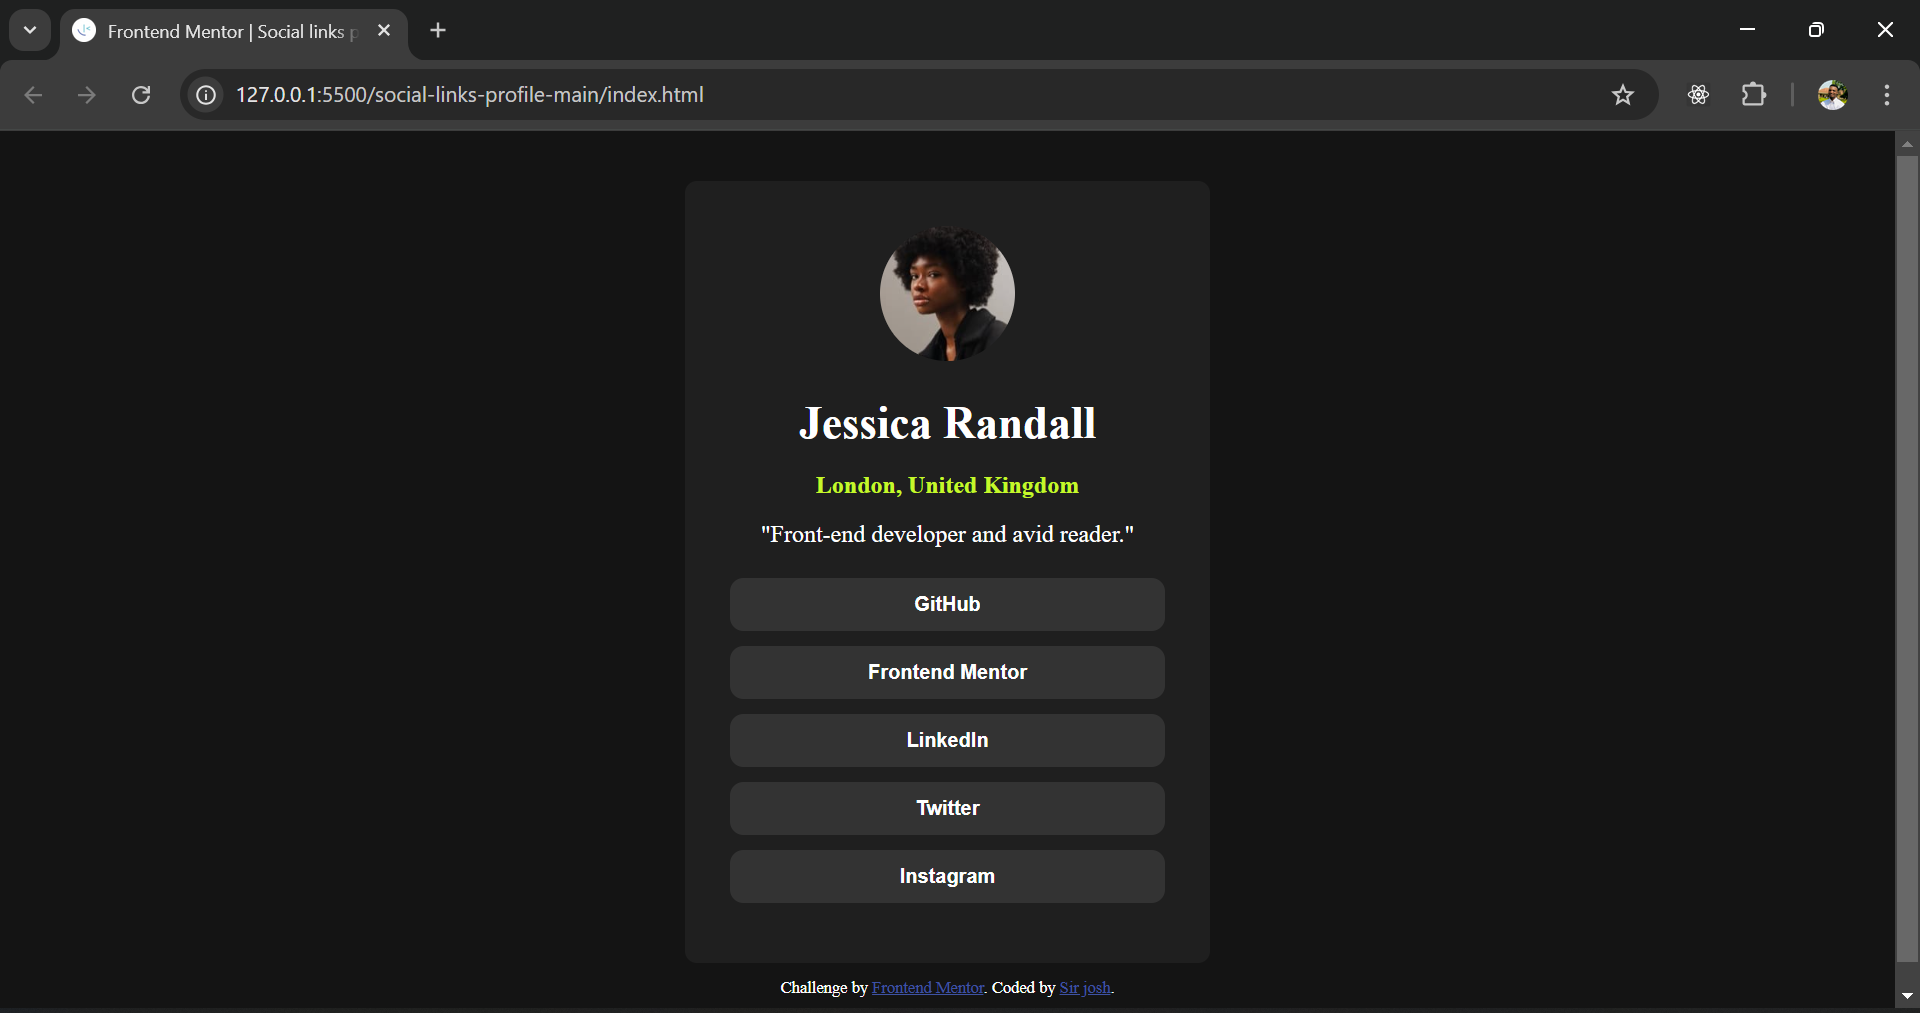 Frontend Mentor | Social links p
127.0.0.1:5500/social-links-profile-main/index.html
Jessica Randall
London, United Kingdom
"Front-end developer and avid reader."
GitHub
Frontend Mentor
LinkedIn
Twitter
Instagram
Challenge by Frontend Mentor. Coded by Sir josh.